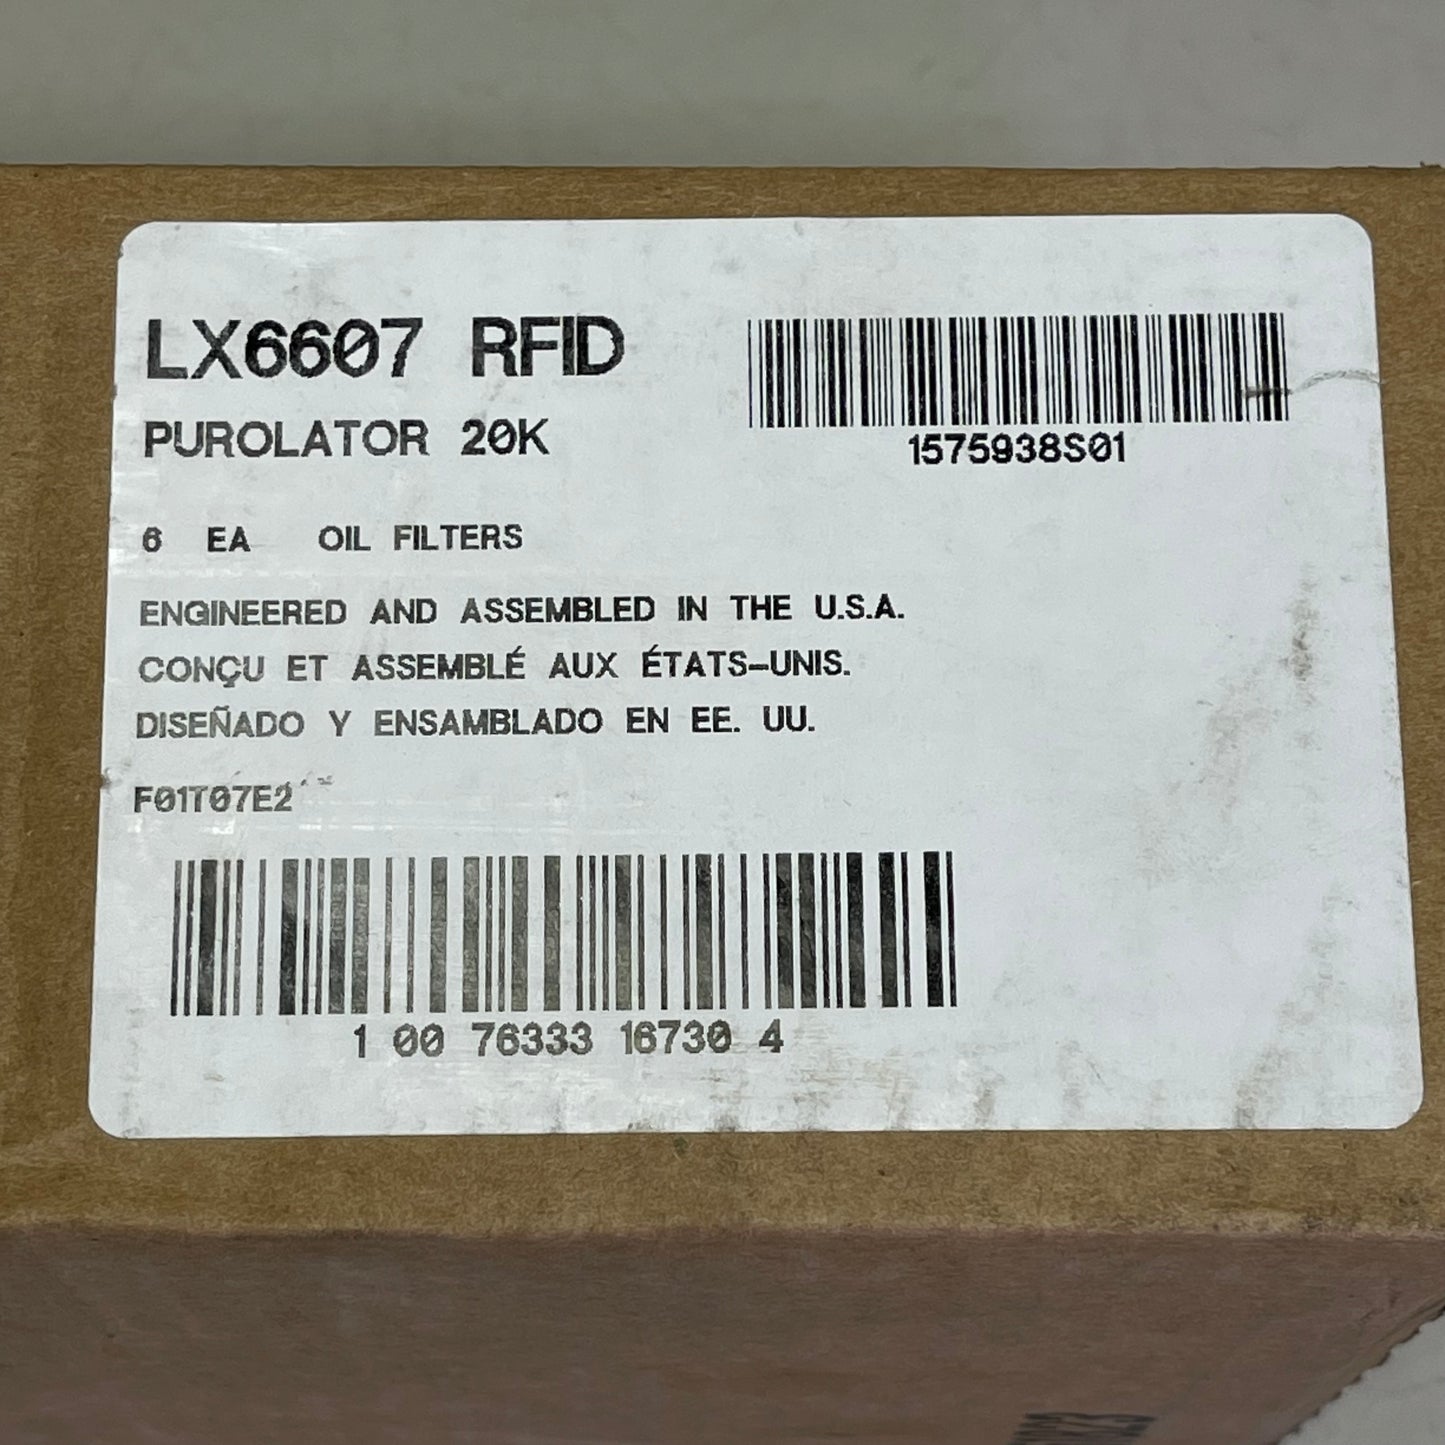 LX6607 RFID
PUROLATOR 20K
1575938S01
6 EA OIL FILTERS
ENGINEERED AND ASSEMBLED IN THE U.S.A.
CONÇU ET ASSEMBLÉ AUX ÉTATS-UNIS.
DISEÑADO Y ENSAMBLADO EN EE. UU.
F01T07E2
1 00 76333 16730 4